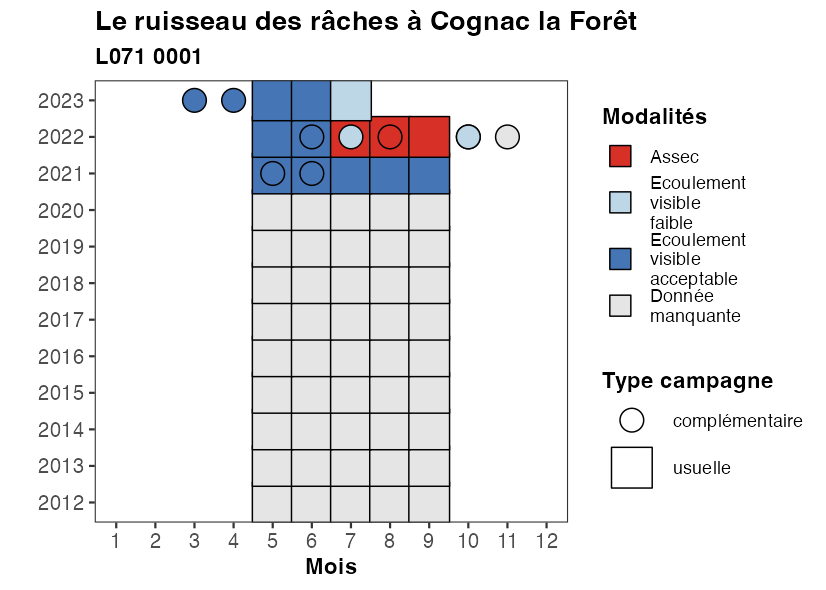 Le ruisseau des râches à Cognac la Forêt
L071 0001
2023
2022
2021
2020
2019
2018
2017
2016
2015
2014
2013
2012
1 2 3 4 5 6 7 8 9 10 11 12
Mois
Modalités
Assec
Ecoulement
visible
faible
Ecoulement
visible
acceptable
Donnée
manquante
Type campagne
complémentaire
usuelle